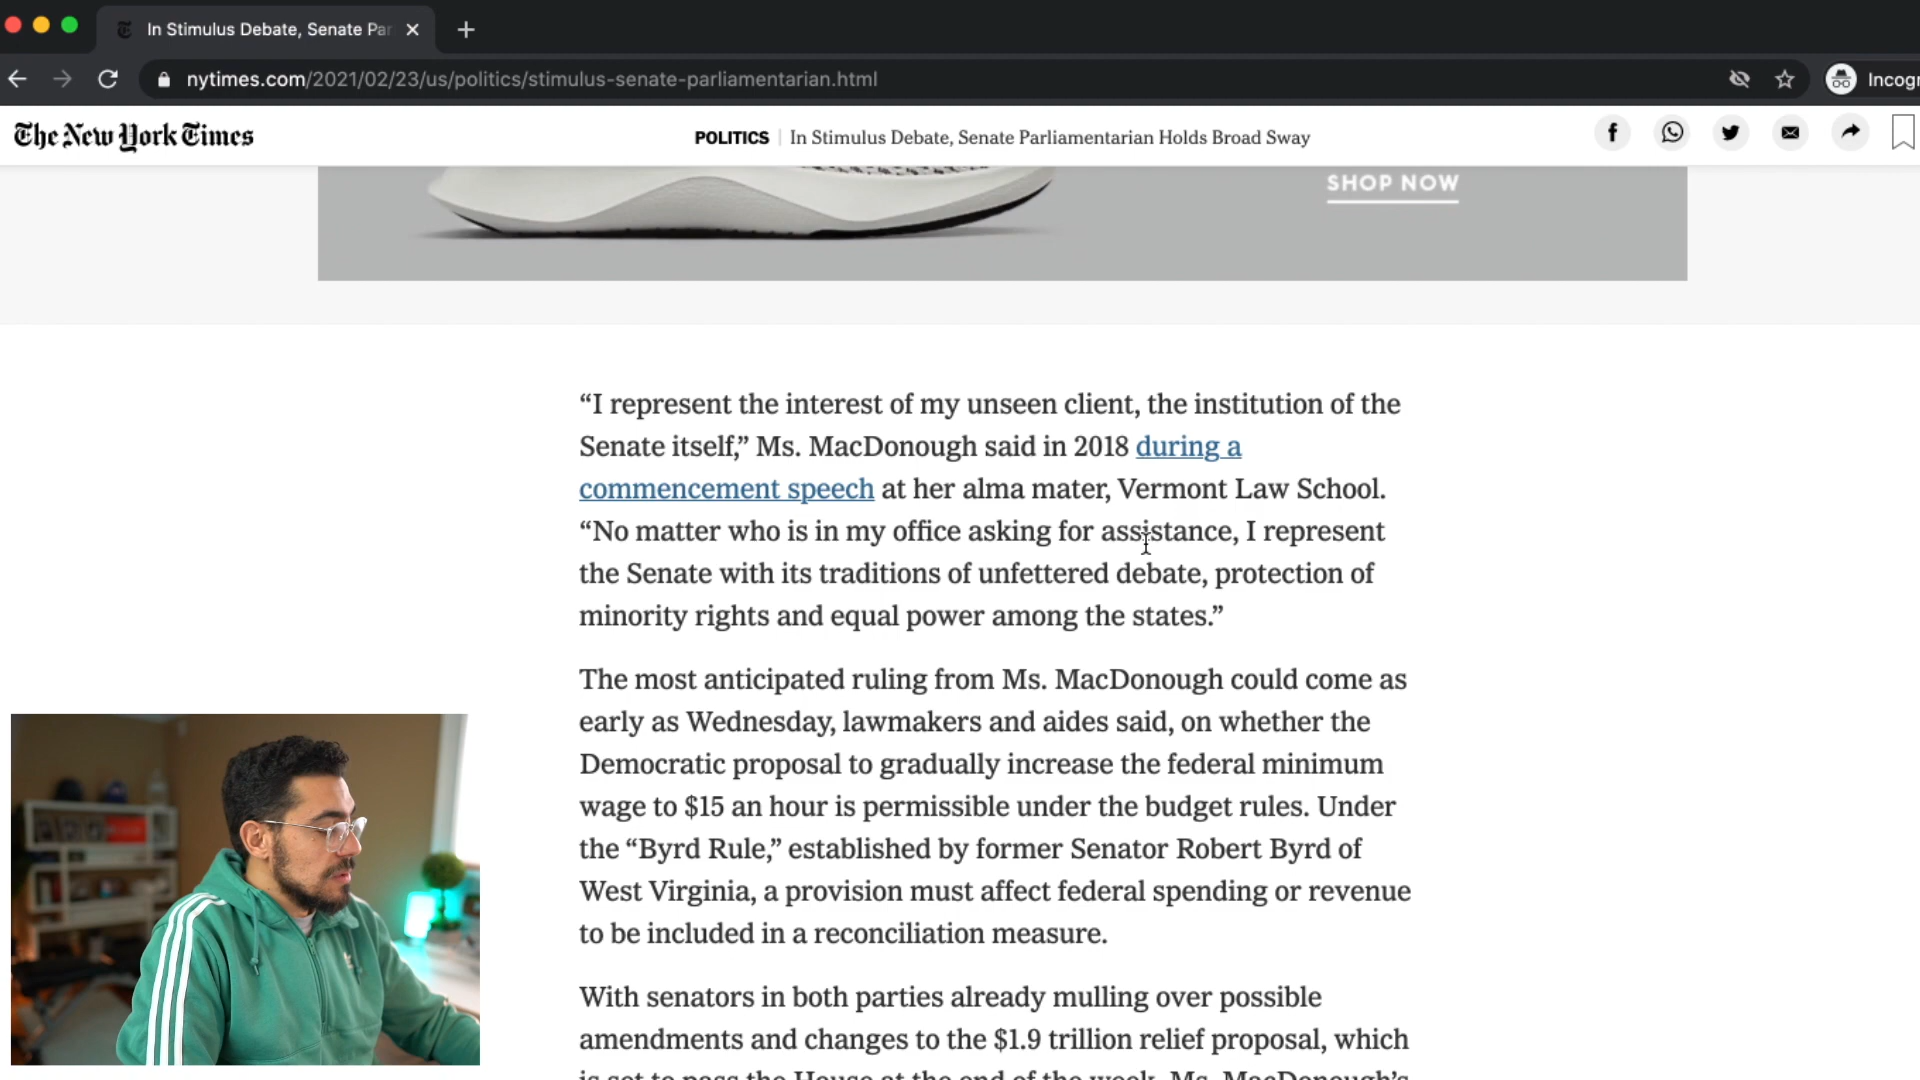 In Stimulus Debate, Senate Par
nytimes.com/2021/02/23/us/politics/stimulus-senate-parliamentarian.html
Incogn
The New York Times
POLITICS | In Stimulus Debate, Senate Parliamentarian Holds Broad Sway
SHOP NOW
“I represent the interest of my unseen client, the institution of the
Senate itself,” Ms. MacDonough said in 2018 during a
commencement speech at her alma mater, Vermont Law School.
“No matter who is in my office asking for assistance, I represent
the Senate with its traditions of unfettered debate, protection of
minority rights and equal power among the states.”
The most anticipated ruling from Ms. MacDonough could come as
early as Wednesday, lawmakers and aides said, on whether the
Democratic proposal to gradually increase the federal minimum
wage to $15 an hour is permissible under the budget rules. Under
the “Byrd Rule,” established by former Senator Robert Byrd of
West Virginia, a provision must affect federal spending or revenue
to be included in a reconciliation measure.
With senators in both parties already mulling over possible
amendments and changes to the $1.9 trillion relief proposal, which
is set to pass the House at the end of the week, Ms. MacDonough’s